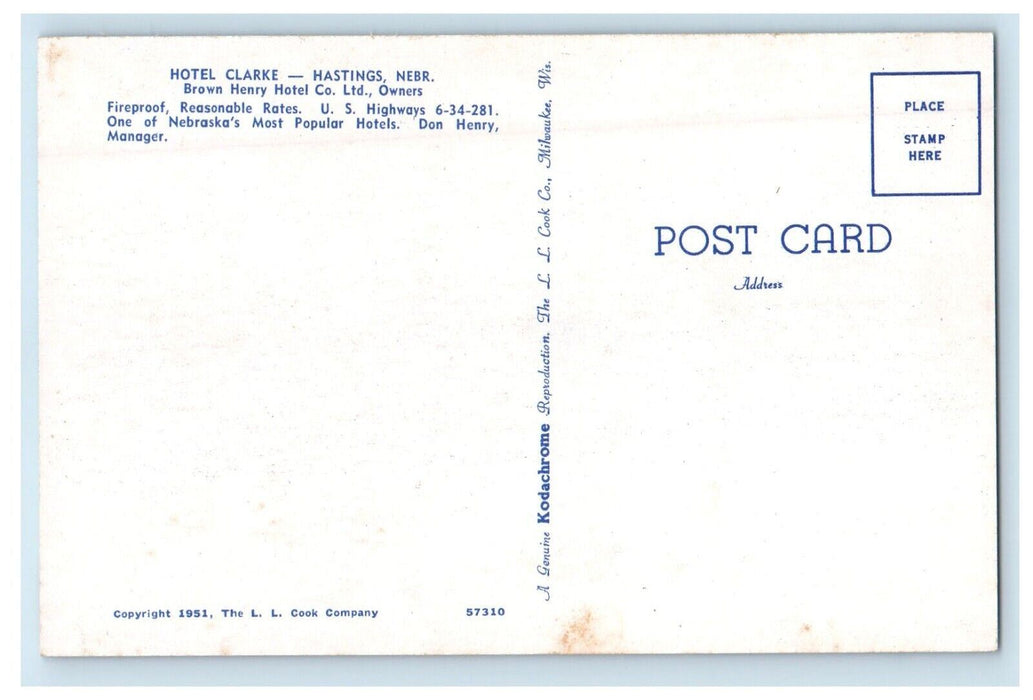 HOTEL CLARKE — HASTINGS, NEBR.
Brown Henry Hotel Co. Ltd., Owners
Fireproof, Reasonable Rates. U. S. Highways 6-34-281.
One of Nebraska's Most Popular Hotels. Don Henry,
Manager.
Copyright 1951, The L. L. Cook Company 57310
A Genuine Kodachrome Reproduction, The L. L. Cook Co., Milwaukee, Wis.
PLACE
STAMP
HERE
POST CARD
Address